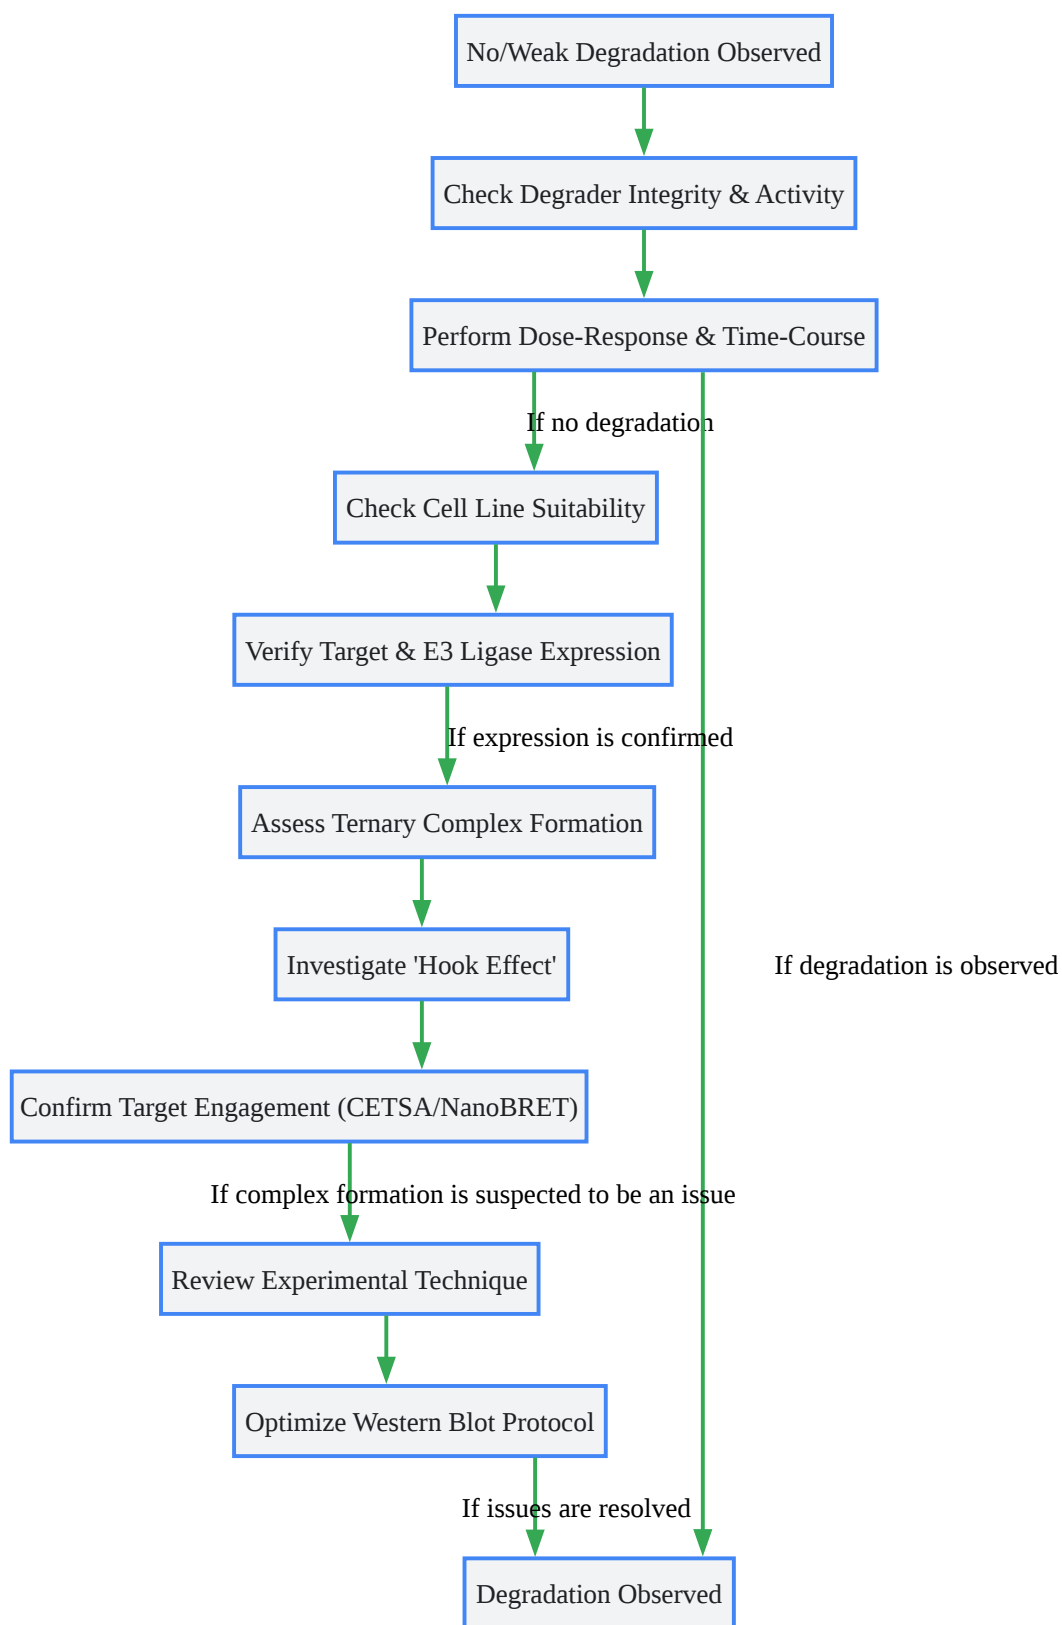 No/Weak Degradation Observed
Check Degrader Integrity & Activity
Perform Dose-Response & Time-Course
If no degradation
Check Cell Line Suitability
Verify Target & E3 Ligase Expression
If expression is confirmed
Assess Ternary Complex Formation
Investigate 'Hook Effect'
If degradation is observed
Confirm Target Engagement (CETSA/NanoBRET)
If complex formation is suspected to be an issue
Review Experimental Technique
Optimize Western Blot Protocol
If issues are resolved
Degradation Observed